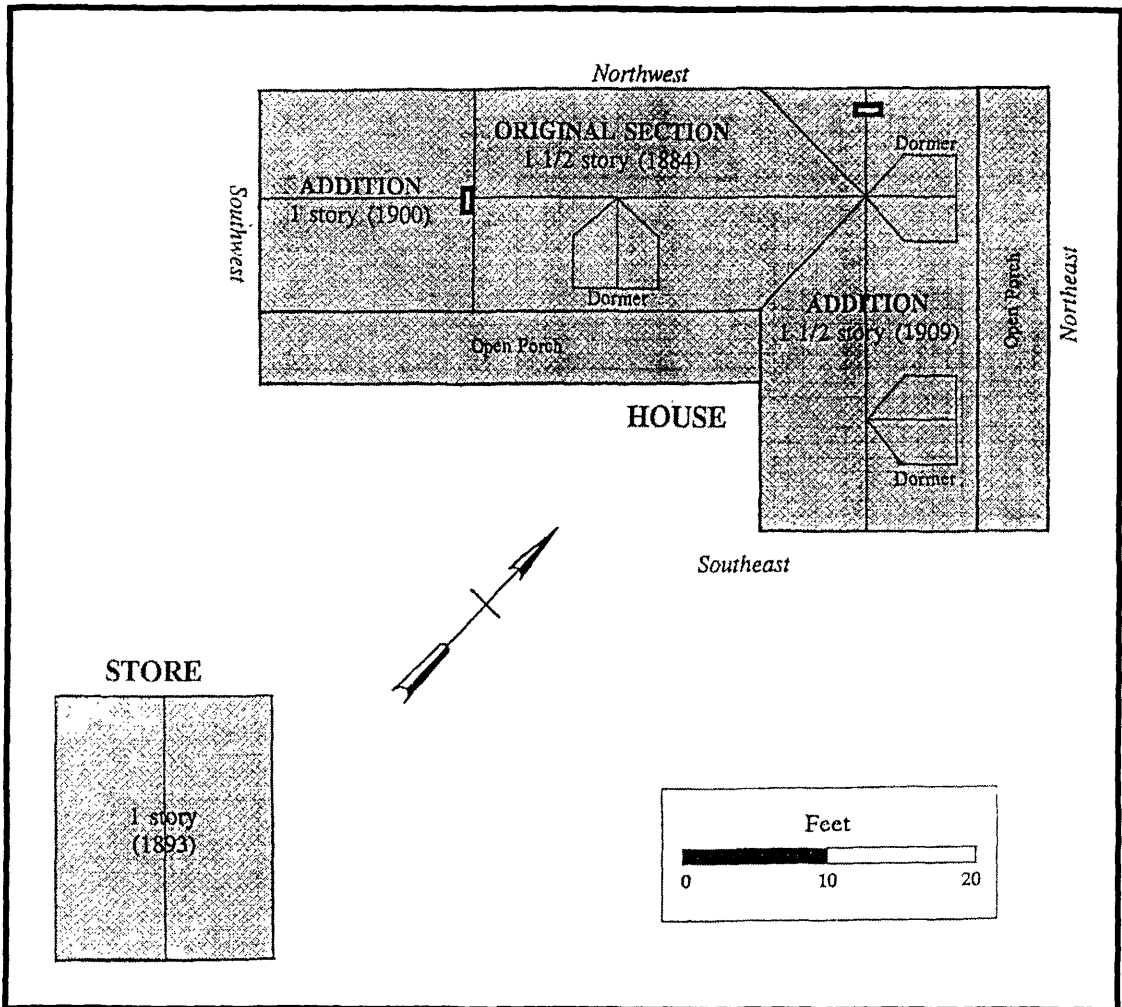 Northwest
ORIGINAL SECTION
1 1/2 story (1884)
Dormer
Southwest
ADDITION
1 story (1900)
Dormer
Open Porch
ADDITION
1 1/2 story (1909)
Open Porch
Northeast
HOUSE
Dormer
Southeast
STORE
1 story
(1893)
Feet
0 10 20